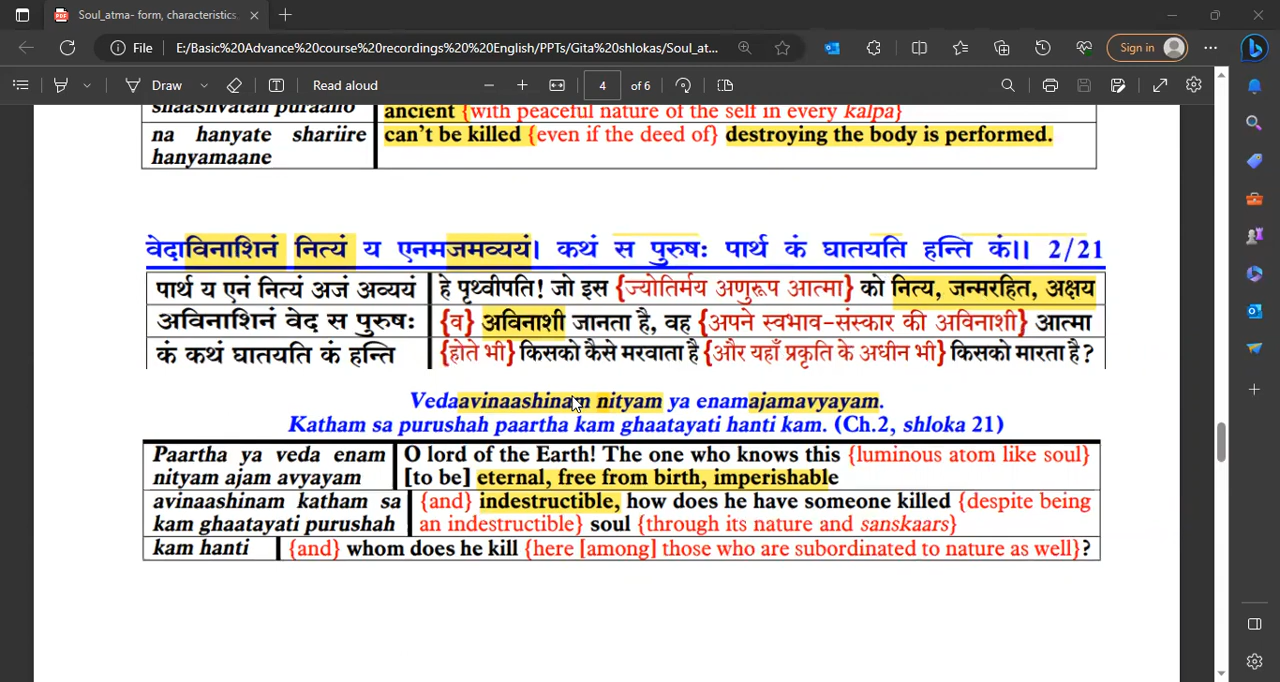 Soul_atma- form, characteristics,
File E:/Basic%20Advance%20course%20recordings%20%20English/PPTs/Gita%20shlokas/Soul_at...
Sign in
Draw
Read aloud
4 of 6
shaashvatah puraano
ancient {with peaceful nature of the self in every kalpa}
na hanyate shariire
hanyamaane
can't be killed {even if the deed of} destroying the body is performed.
वेदाविनाशिनं नित्यं य एनमजमव्ययं। कथं स पुरुषः पार्थ कं घातयति हन्ति कं।। 2/21
पार्थ य एनं नित्यं अजं अव्ययं
हे पृथ्वीपति! जो इस {ज्योतिर्मय अणुरूप आत्मा} को नित्य, जन्मरहित, अक्षय
अविनाशिनं वेद स पुरुषः
{व} अविनाशी जानता है, वह {अपने स्वभाव-संस्कार की अविनाशी} आत्मा
कं कथं घातयति कं हन्ति
{होते भी} किसको कैसे मरवाता है {और यहाँ प्रकृति के अधीन भी} किसको मारता है?
Vedaavinaashinam nityam ya enamajamavyayam.
Katham sa purushah paartha kam ghaatayati hanti kam. (Ch.2, shloka 21)
Paartha ya veda enam
nityam ajam avyayam
O lord of the Earth! The one who knows this {luminous atom like soul}
[to be] eternal, free from birth, imperishable
avinaashinam katham sa
kam ghaatayati purushah
{and} indestructible, how does he have someone killed {despite being
an indestructible} soul {through its nature and sanskaars}
kam hanti
{and} whom does he kill {here [among] those who are subordinated to nature as well}?